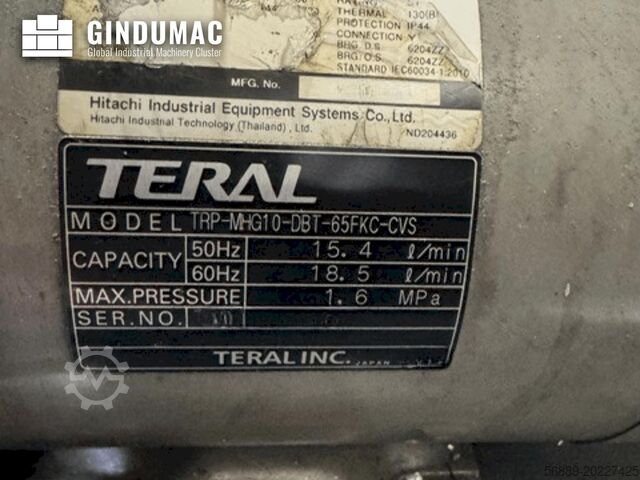 GINDUMAC
Global Industrial Machinery Cluster
THERMAL 130(B)
PROTECTION IP44
CONNECTION Y
BRG. D.S 6204ZZ
BRG/O.S 6204ZZ
STANDARD IEC60034-1:2010
MFG. No.
Hitachi Industrial Equipment Systems Co.,Ltd.
Hitachi Industrial Technology (Thailand) , Ltd.
ND204436
TERAL
MODEL TRP-MHG10-DBT-65FKC-CVS
CAPACITY 50Hz 15.4 ℓ/min
60Hz 18.5 ℓ/min
MAX.PRESSURE 1.6 MPa
SER.NO.
TERAL INC. JAPAN
56889-20227425